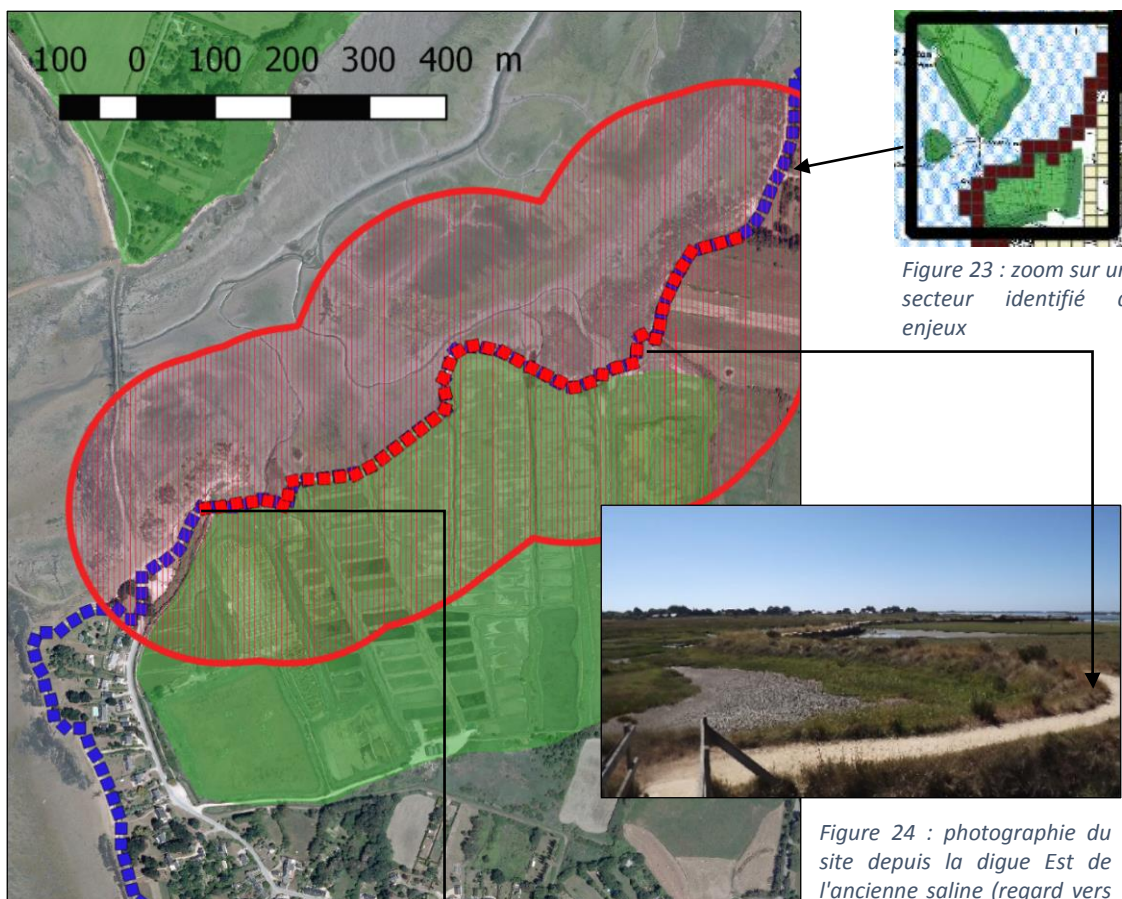 100 0 100 200 300 400 m
Figure 23 : zoom sur un
secteur identifié
enjeux
Figure 24 : photographie du
site depuis la digue Est de
l'ancienne saline (regard vers